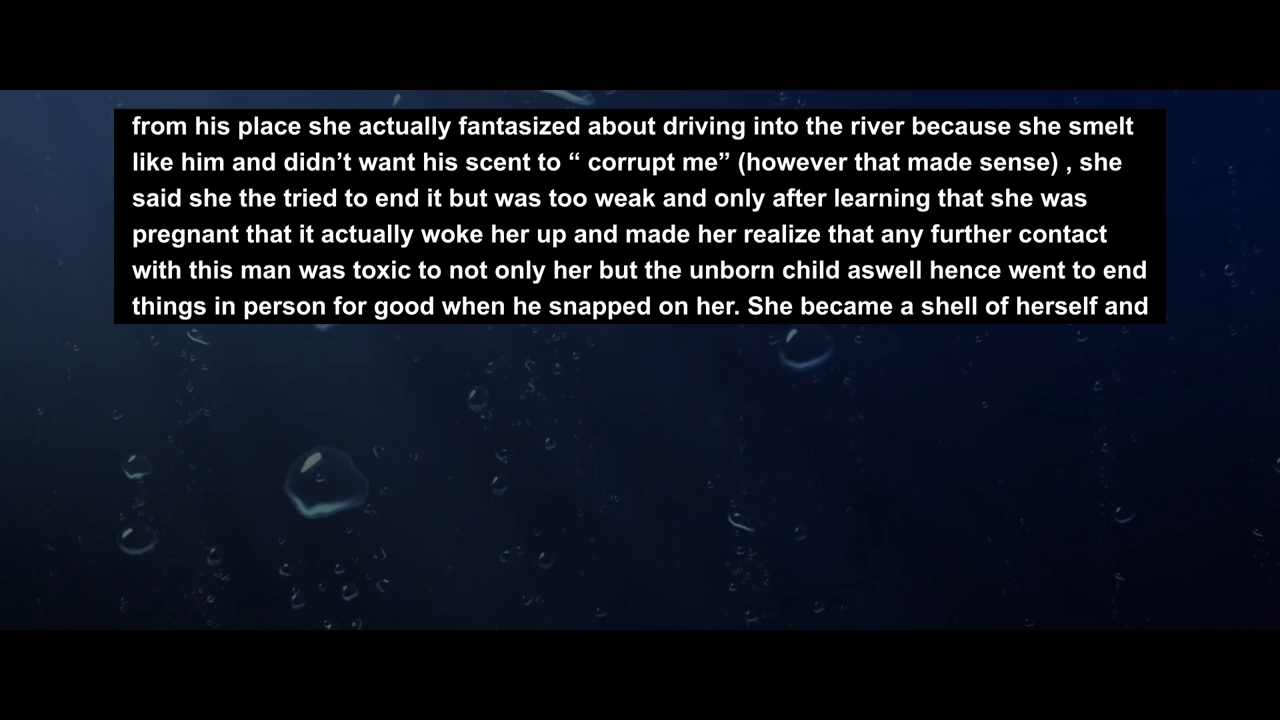 from his place she actually fantasized about driving into the river because she smelt
like him and didn’t want his scent to “ corrupt me” (however that made sense) , she
said she the tried to end it but was too weak and only after learning that she was
pregnant that it actually woke her up and made her realize that any further contact
with this man was toxic to not only her but the unborn child aswell hence went to end
things in person for good when he snapped on her. She became a shell of herself and